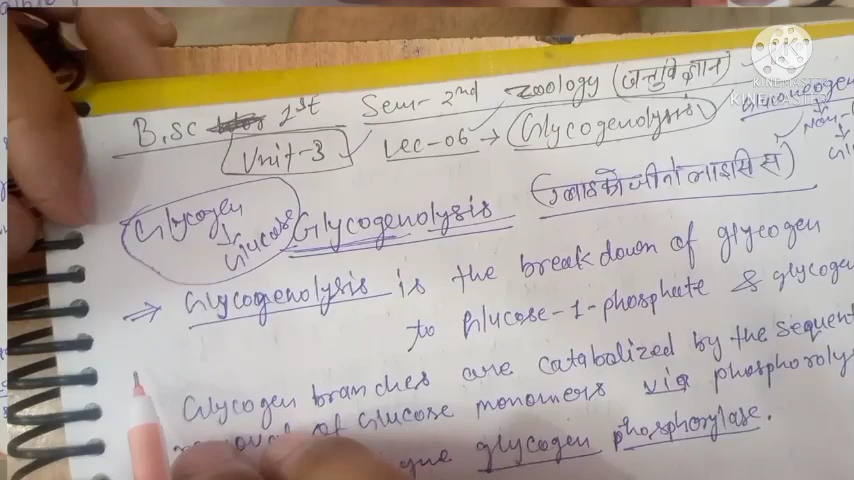 B.sc 1st Sem- 2nd Zoology (जन्तुविज्ञान)
Unit-3 Lec-06 → Glycogenolysis
KINEMASTER
Glycogen
↓
Glucose
Glycogenolysis (ग्लाइकोजीनोलाइसिस)
⇒ Glycogenolysis is the breakdown of glycogen
to Glucose-1-phosphate & glycogen
Glycogen branches are catabolized by the sequent
of Glucose monomers via phosphoroly
glycogen phosphorylase.